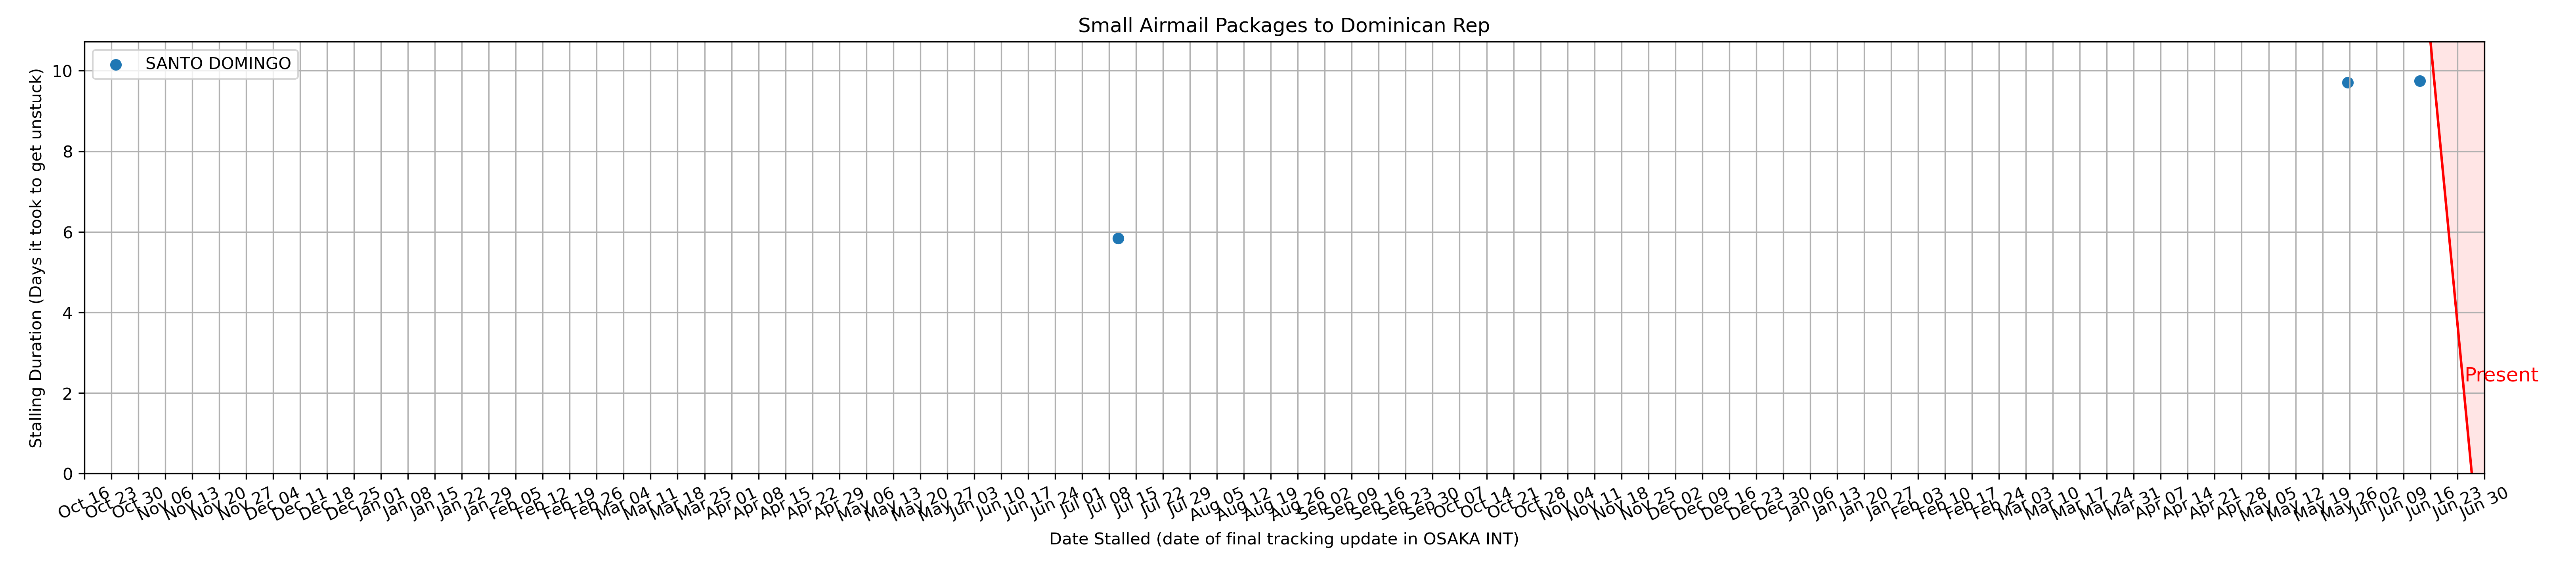 Small Airmail Packages to Dominican Rep
SANTO DOMINGO
Stalling Duration (Days it took to get unstuck)
10
8
6
4
2
0
Present
Oct 16
Oct 23
Oct 30
Nov 06
Nov 13
Nov 20
Nov 27
Dec 04
Dec 11
Dec 18
Dec 25
Jan 01
Jan 08
Jan 15
Jan 22
Jan 29
Feb 05
Feb 12
Feb 19
Feb 26
Mar 04
Mar 11
Mar 18
Mar 25
Apr 01
Apr 08
Apr 15
Apr 22
Apr 29
May 06
May 13
May 20
May 27
Jun 03
Jun 10
Jun 17
Jun 24
Jul 01
Jul 08
Jul 15
Jul 22
Jul 29
Aug 05
Aug 12
Aug 19
Aug 26
Sep 02
Sep 09
Sep 16
Sep 23
Sep 30
Oct 07
Oct 14
Oct 21
Oct 28
Nov 04
Nov 11
Nov 18
Nov 25
Dec 02
Dec 09
Dec 16
Dec 23
Dec 30
Jan 06
Jan 13
Jan 20
Jan 27
Feb 03
Feb 10
Feb 17
Feb 24
Mar 03
Mar 10
Mar 17
Mar 24
Mar 31
Apr 07
Apr 14
Apr 21
Apr 28
May 05
May 12
May 19
May 26
Jun 02
Jun 09
Jun 16
Jun 23
Jun 30
Date Stalled (date of final tracking update in OSAKA INT)